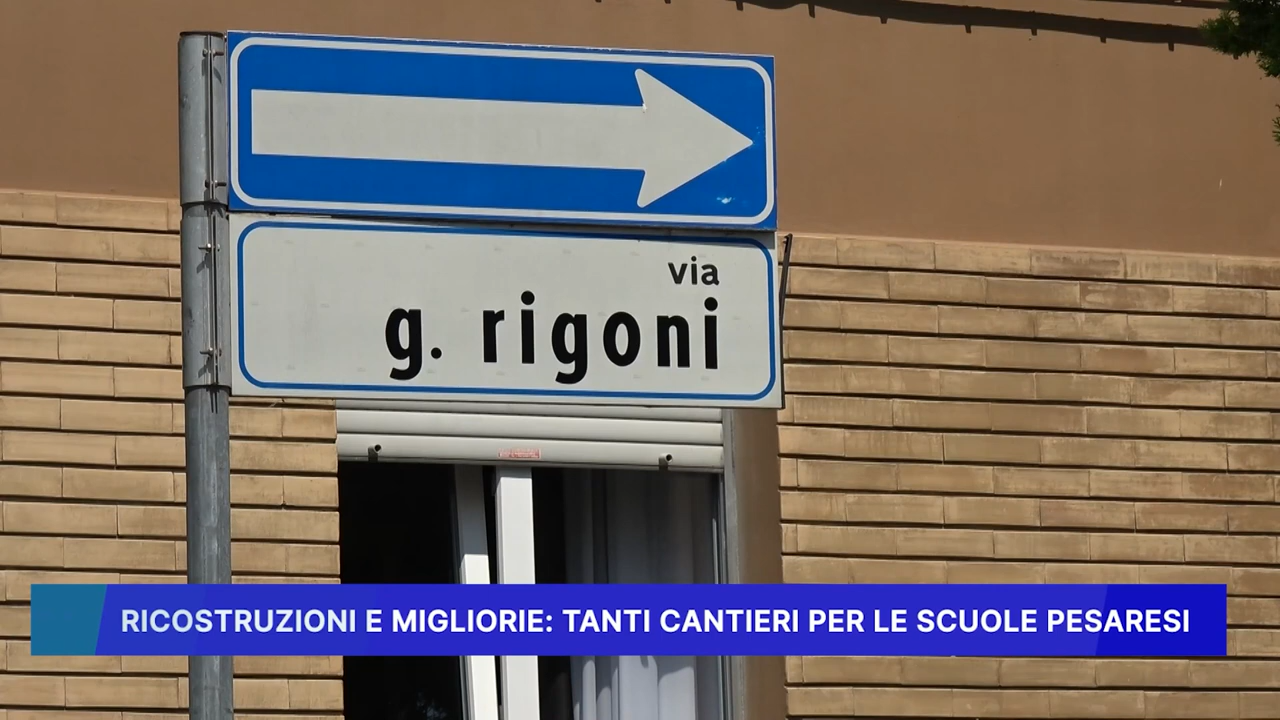 via
g. rigoni
RICOSTRUZIONI E MIGLIORIE: TANTI CANTIERI PER LE SCUOLE PESARESI